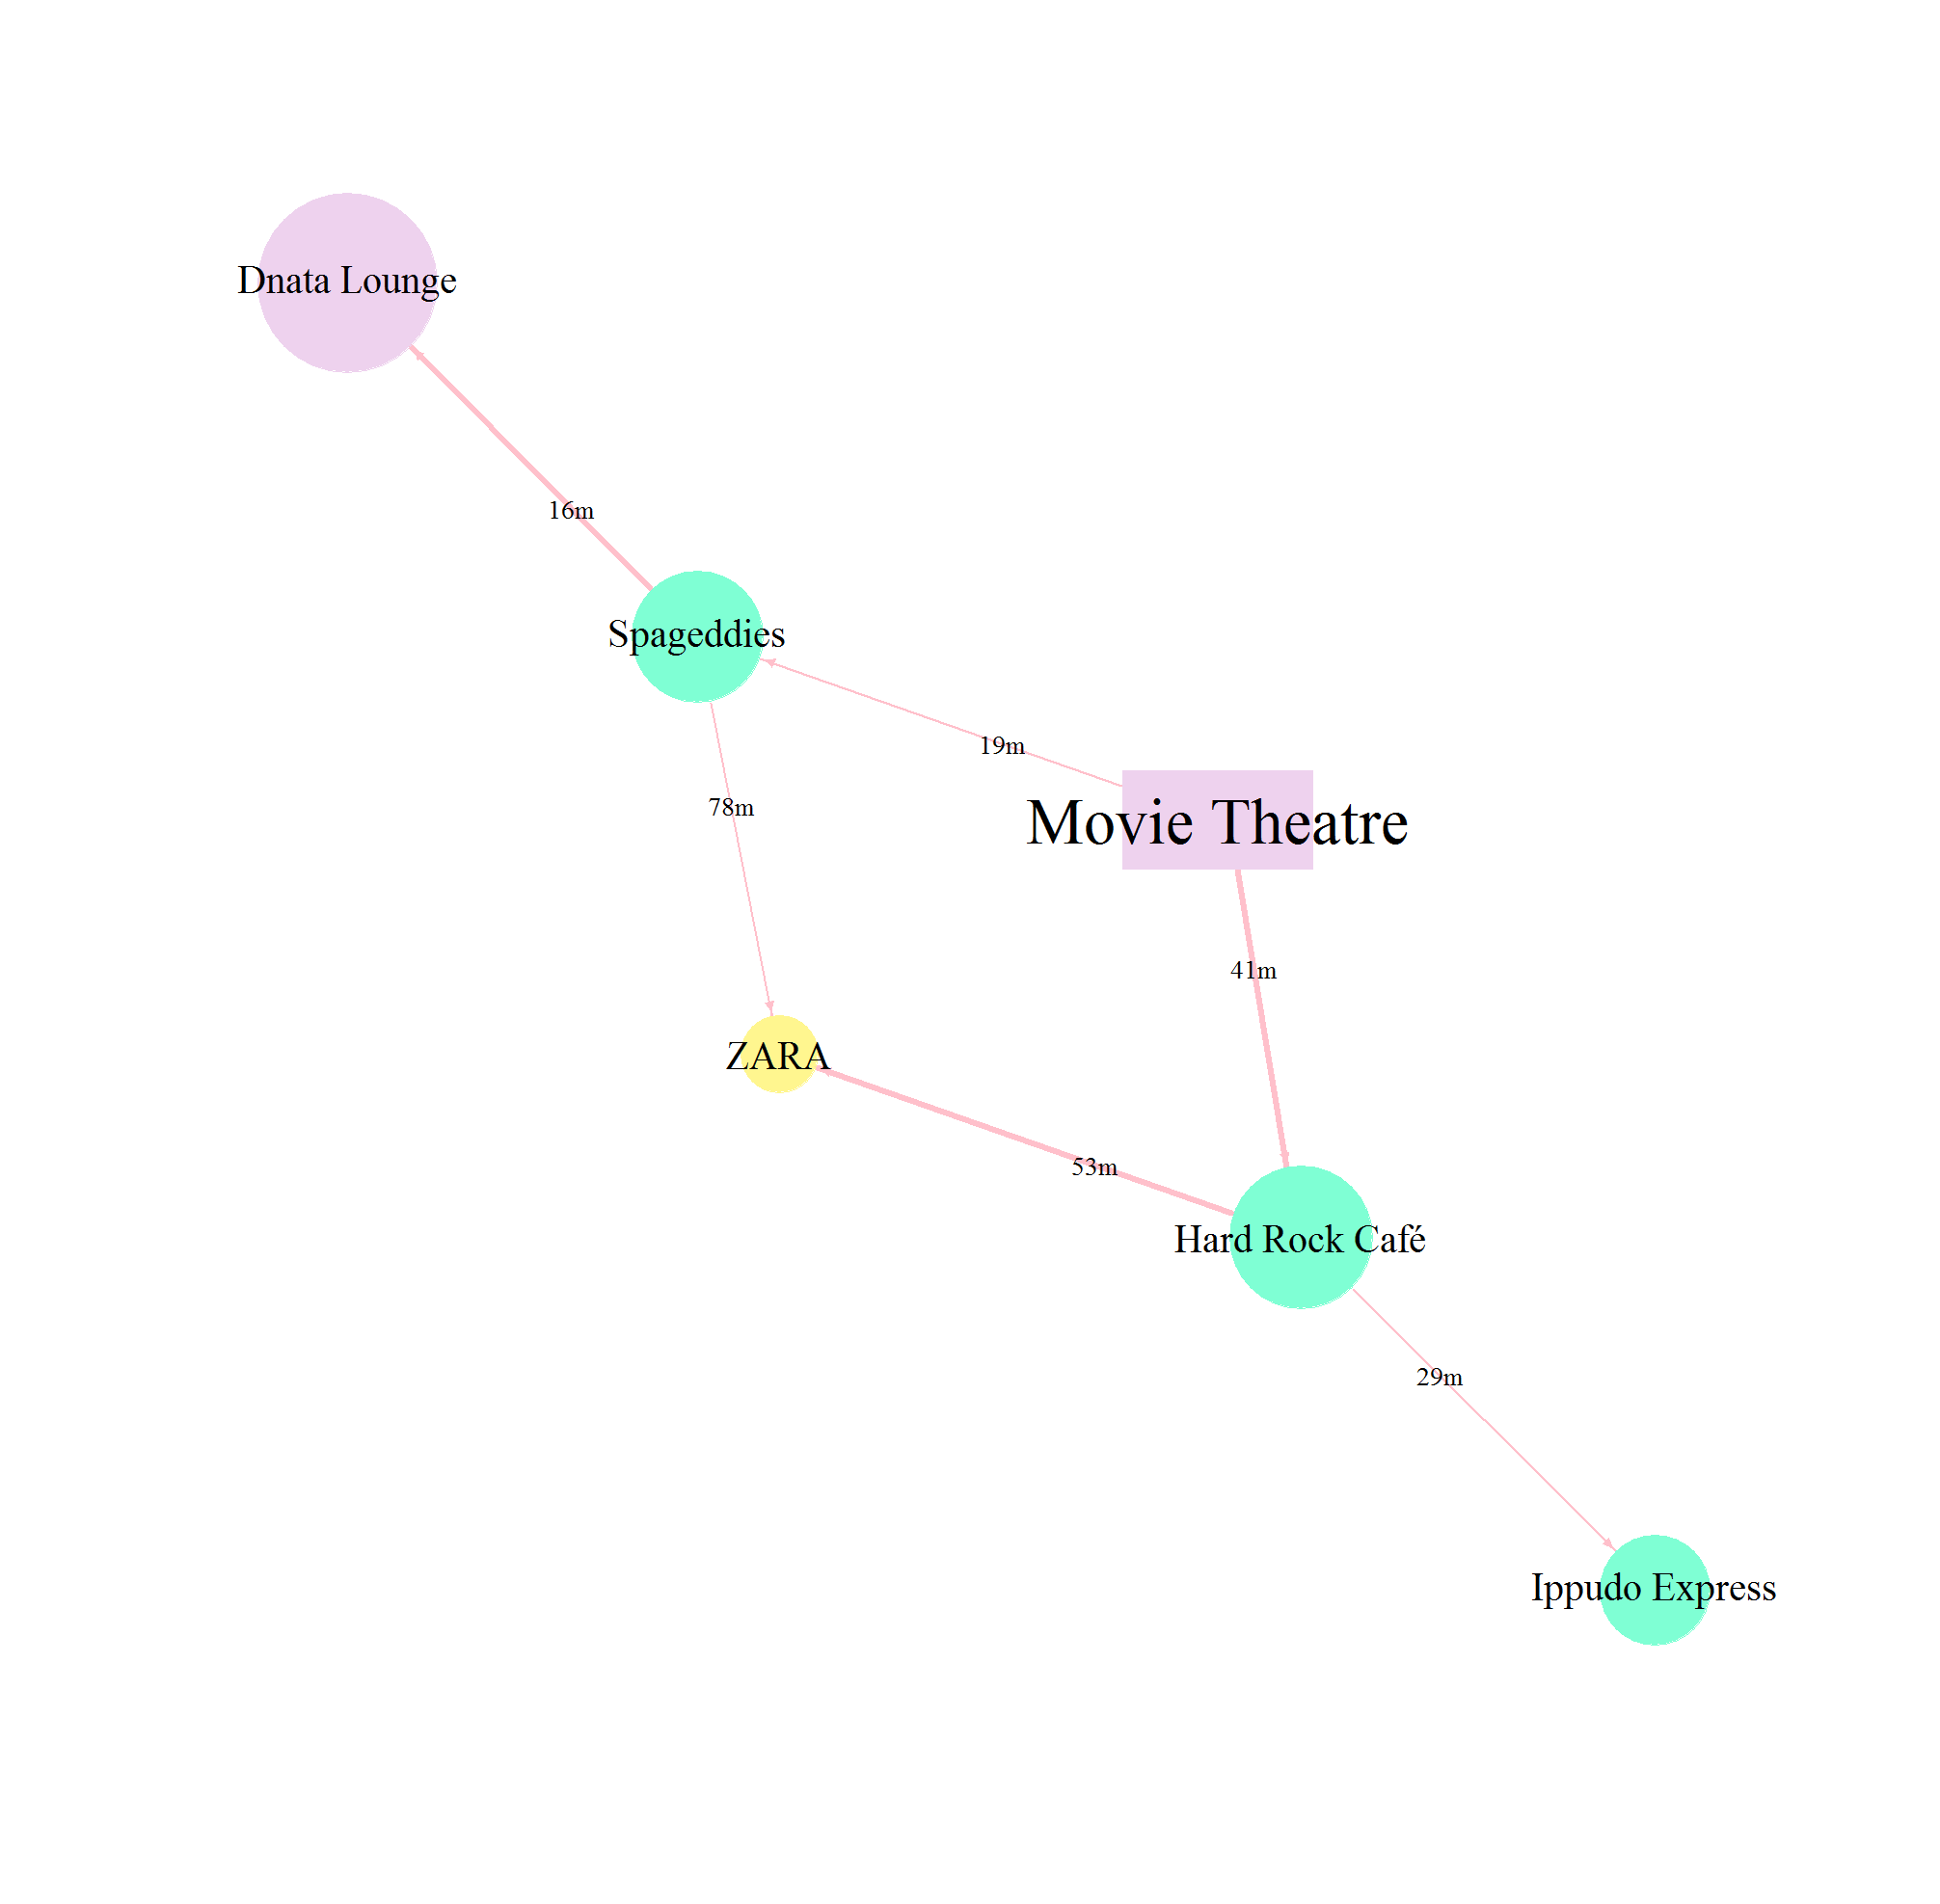 Dnata Lounge
16m
Spageddies
19m
78m
Movie Theatre
41m
ZARA
53m
Hard Rock Café
29m
Ippudo Express